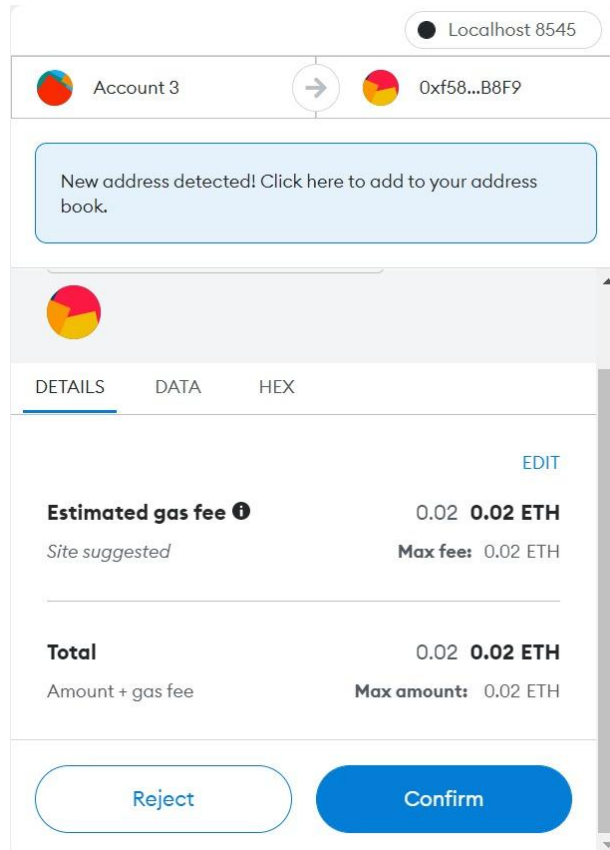 Localhost 8545
Account 3
0xf58...B8F9
New address detected! Click here to add to your address
book.
DETAILS DATA HEX
EDIT
Estimated gas fee 0.02 0.02 ETH
Site suggested Max fee: 0.02 ETH
Total 0.02 0.02 ETH
Amount + gas fee Max amount: 0.02 ETH
Reject Confirm